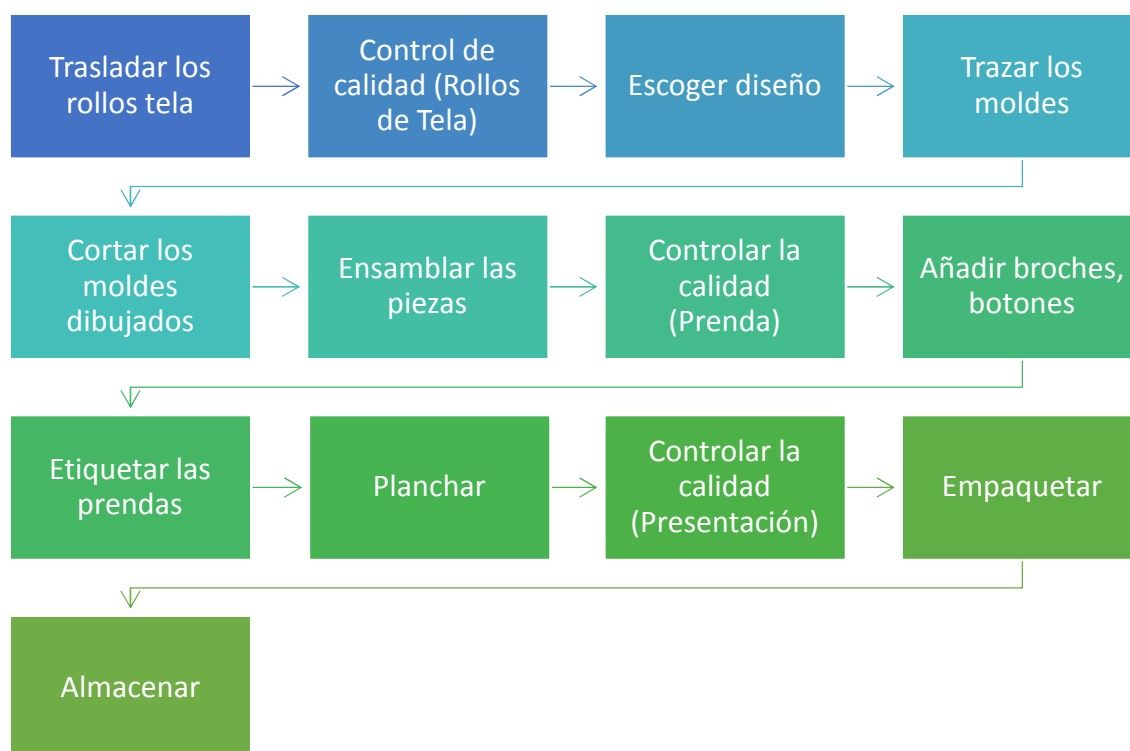 Trasladar los
rollos tela
Control de
calidad (Rollos
de Tela)
Escoger diseño
Trazar los
moldes
Cortar los
moldes
dibujados
Ensamblar las
piezas
Controlar la
calidad
(Prenda)
Añadir broches,
botones
Etiquetar las
prendas
Planchar
Controlar la
calidad
(Presentación)
Empaquetar
Almacenar